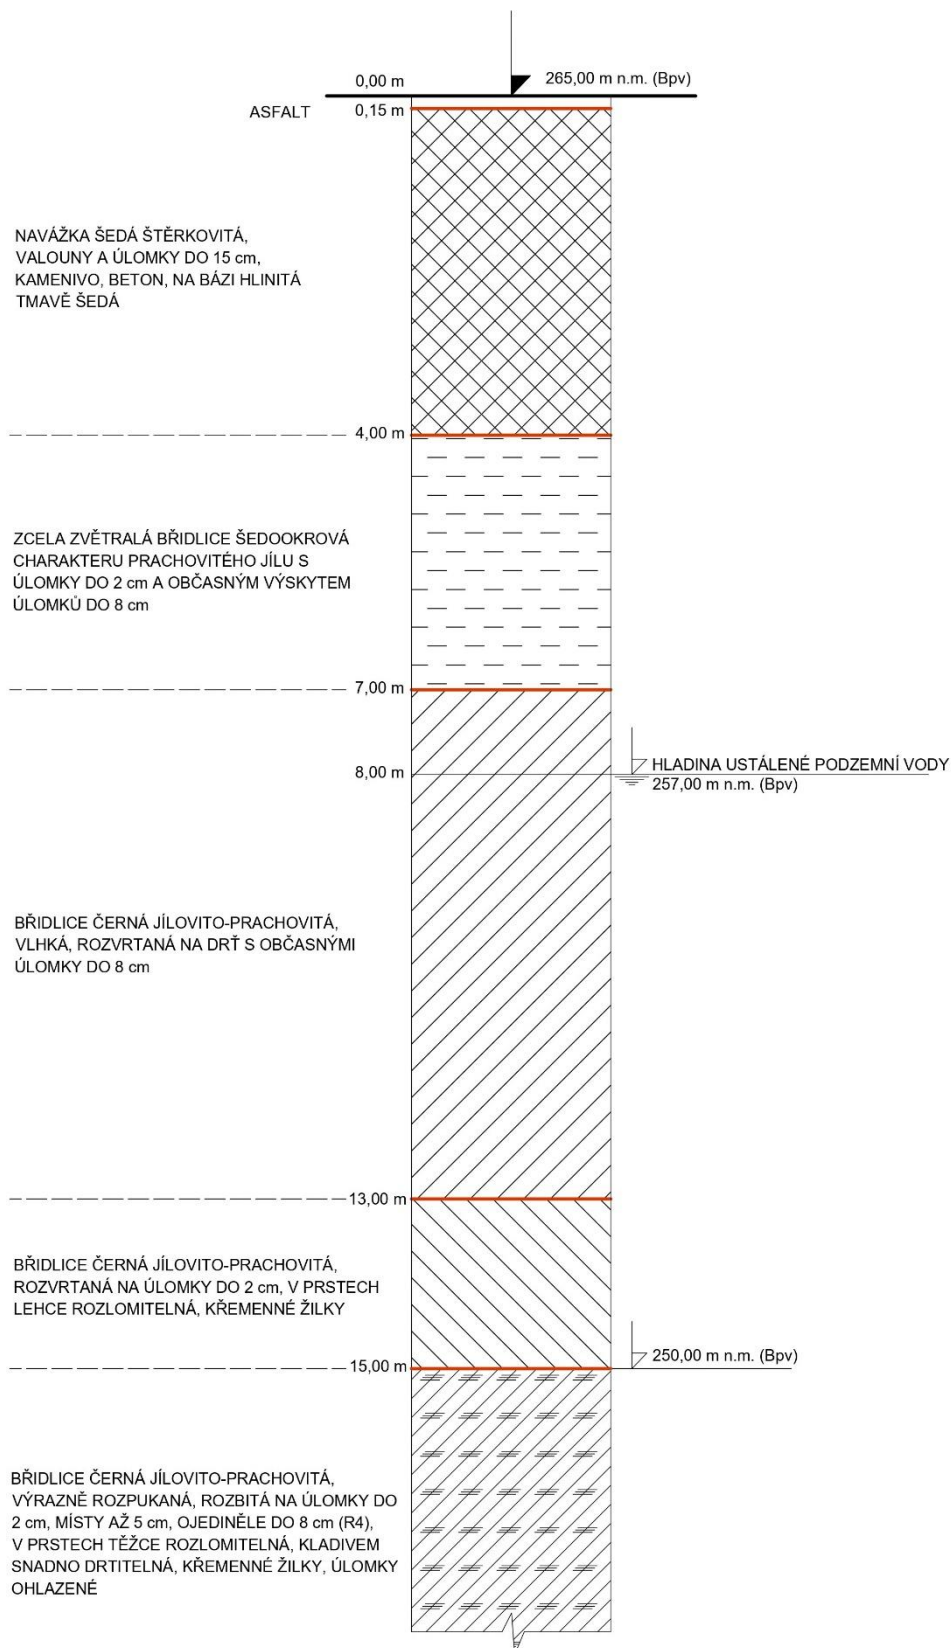 0,00 m
265,00 m n.m. (Bpv)
ASFALT
0,15 m
NAVÁŽKA ŠEDÁ ŠTĚRKOVITÁ,
VALOUNY A ÚLOMKY DO 15 cm,
KAMENIVO, BETON, NA BÁZI HLINITÁ
TMAVĚ ŠEDÁ
4,00 m
ZCELA ZVĚTRALÁ BŘIDLICE ŠEDOOKROVÁ
CHARAKTERU PRACHOVITÉHO JÍLU S
ÚLOMKY DO 2 cm A OBČASNÝM VÝSKYTEM
ÚLOMKŮ DO 8 cm
7,00 m
HLADINA USTÁLENÉ PODZEMNÍ VODY
8,00 m
257,00 m n.m. (Bpv)
BŘIDLICE ČERNÁ JÍLOVITO-PRACHOVITÁ,
VLHKÁ, ROZVRTANÁ NA DRŤ S OBČASNÝMI
ÚLOMKY DO 8 cm
13,00 m
BŘIDLICE ČERNÁ JÍLOVITO-PRACHOVITÁ,
ROZVRTANÁ NA ÚLOMKY DO 2 cm, V PRSTECH
LEHCE ROZLOMITELNÁ, KŘEMENNÉ ŽILKY
15,00 m
250,00 m n.m. (Bpv)
BŘIDLICE ČERNÁ JÍLOVITO-PRACHOVITÁ,
VÝRAZNĚ ROZPUKANÁ, ROZBITÁ NA ÚLOMKY DO
2 cm, MÍSTY AŽ 5 cm, OJEDINĚLE DO 8 cm (R4),
V PRSTECH TĚŽCE ROZLOMITELNÁ, KLADIVEM
SNADNO DRTITELNÁ, KŘEMENNÉ ŽILKY, ÚLOMKY
OHLAZENÉ